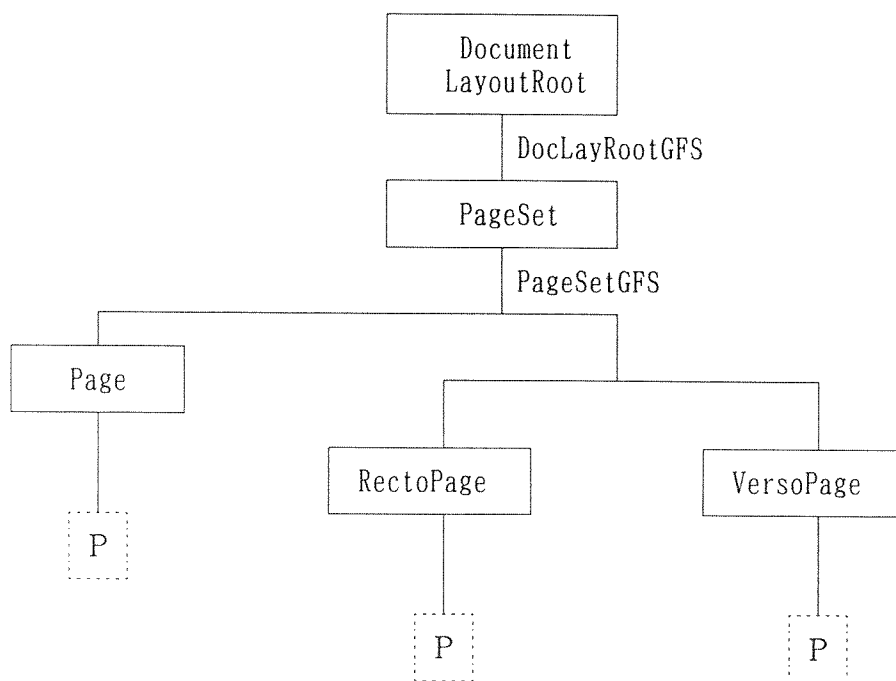 Document
LayoutRoot
DocLayRootGFS
PageSet
PageSetGFS
Page
RectoPage
VersoPage
P
P
P